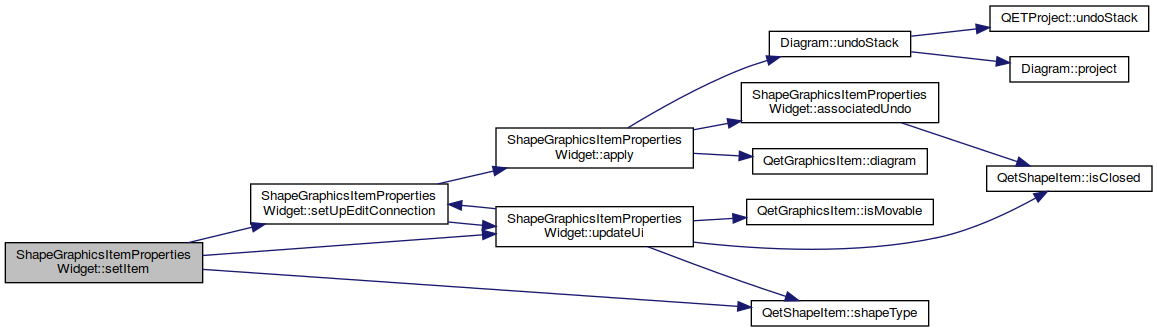 QETProject::undoStack
Diagram::undoStack
Diagram::project
ShapeGraphicsItemProperties
Widget::associatedUndo
ShapeGraphicsItemProperties
Widget::apply
QetGraphicsItem::diagram
QetShapeItem::isClosed
ShapeGraphicsItemProperties
Widget::setUpEditConnection
ShapeGraphicsItemProperties
Widget::updateUi
QetGraphicsItem::isMovable
ShapeGraphicsItemProperties
Widget::setItem
QetShapeItem::shapeType